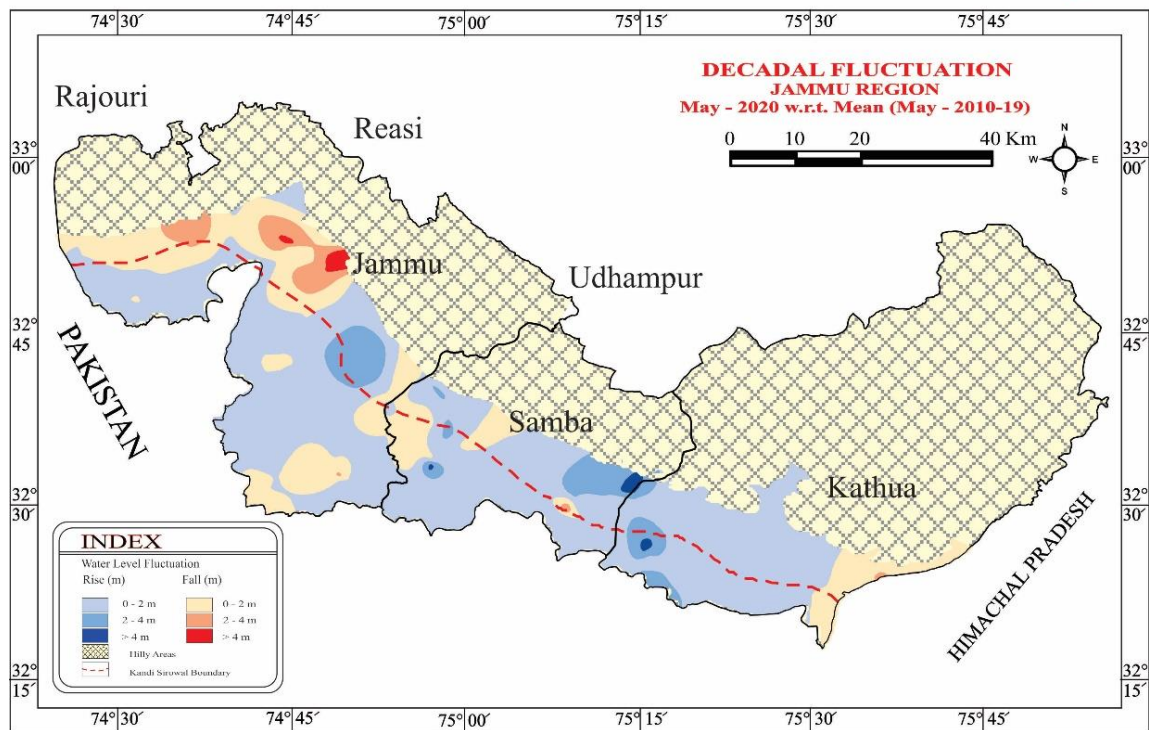 74°30′ 74°45′ 75°00′ 75°15′ 75°30′ 75°45′
DECADAL FLUCTUATION
JAMMU REGION
May - 2020 w.r.t. Mean (May - 2010-19)
0 10 20 40 Km
N
W E
S
Rajouri
Reasi
33°
00′
33°
00′
Jammu
Udhampur
32°
45′
32°
45′
PAKISTAN
Samba
Kathua
32°
30′
32°
30′
HIMACHAL PRADESH
INDEX
Water Level Fluctuation
Rise (m) Fall (m)
0 - 2 m 0 - 2 m
2 - 4 m 2 - 4 m
> 4 m > 4 m
Hilly Areas
Kandi Sirowal Boundary
32°
15′
32°
15′
74°30′ 74°45′ 75°00′ 75°15′ 75°30′ 75°45′